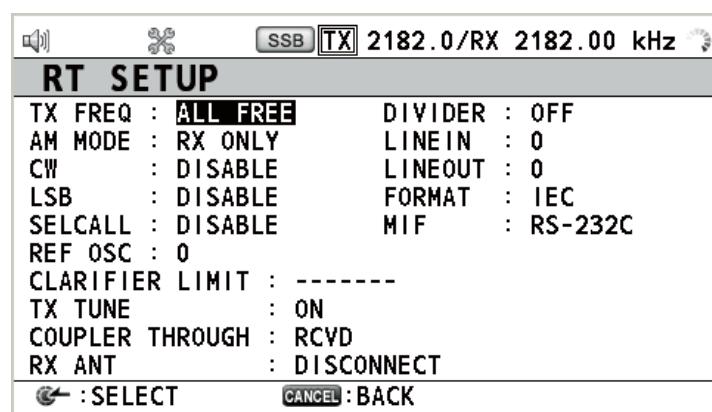 SSB TX 2182.0/RX 2182.00 kHz
RT SETUP
TX FREQ : ALL FREE DIVIDER : OFF
AM MODE : RX ONLY LINEIN : 0
CW : DISABLE LINEOUT : 0
LSB : DISABLE FORMAT : IEC
SELCALL : DISABLE MIF : RS-232C
REF OSC : 0
CLARIFIER LIMIT : -------
TX TUNE : ON
COUPLER THROUGH : RCVD
RX ANT : DISCONNECT
:SELECT CANCEL :BACK